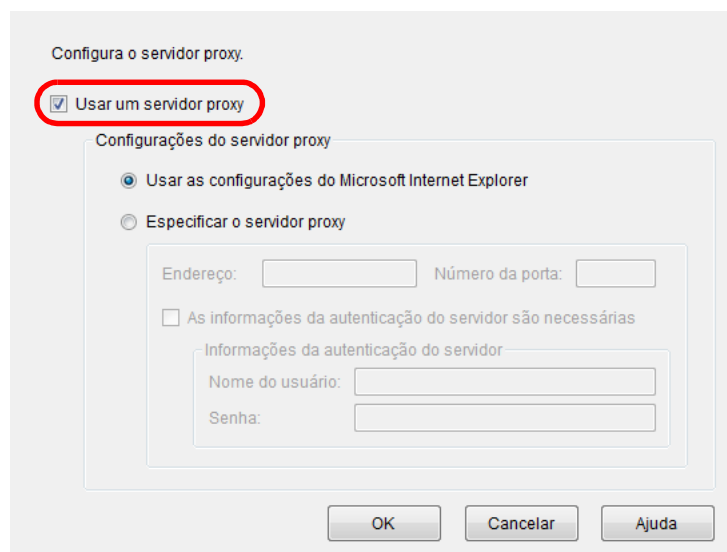 Configura o servidor proxy.
Usar um servidor proxy
Configurações do servidor proxy
Usar as configurações do Microsoft Internet Explorer
Especificar o servidor proxy
Endereço: Número da porta:
As informações da autenticação do servidor são necessárias
Informações da autenticação do servidor
Nome do usuário:
Senha:
OK Cancelar Ajuda